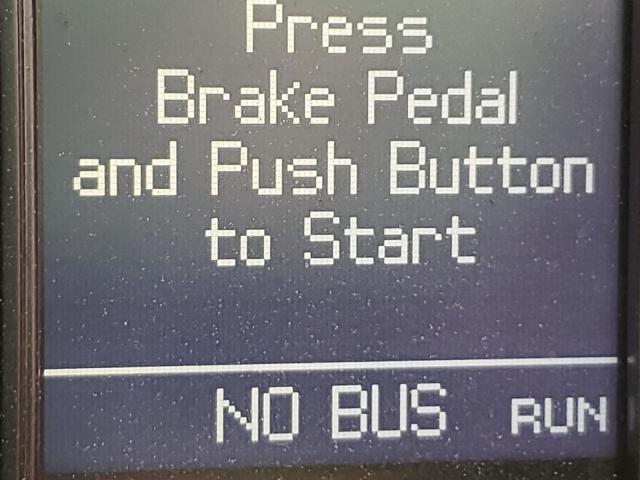 Press
Brake Pedal
and Push Button
to Start
NO BUS RUN